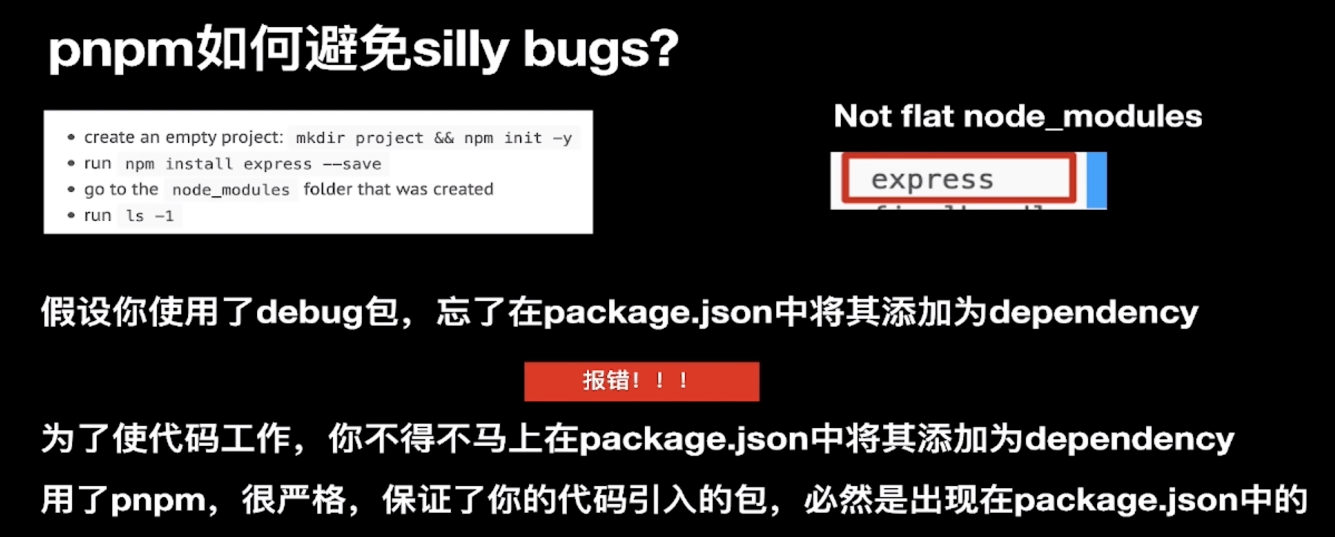 pnpm如何避免silly bugs?
• create an empty project: mkdir project && npm init -y
• run npm install express --save
• go to the node_modules folder that was created
• run ls -1
Not flat node_modules
express
假设你使用了debug包，忘了在package.json中将其添加为dependency
报错！！！
为了使代码工作，你不得不马上在package.json中将其添加为dependency
用了pnpm，很严格，保证了你的代码引入的包，必然是出现在package.json中的